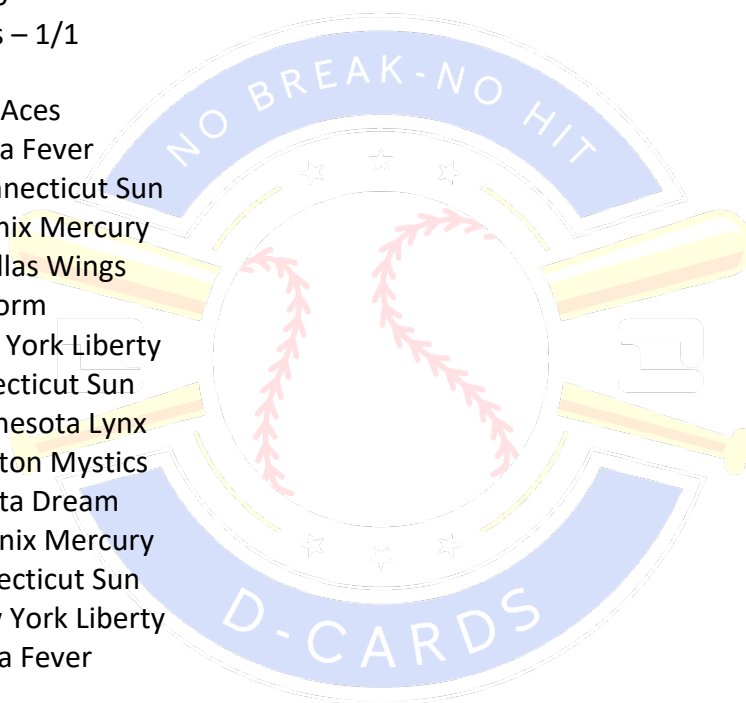 s – 1/1
Aces
a Fever
nnecticut Sun
nix Mercury
llas Wings
orm
York Liberty
ecticut Sun
nesota Lynx
ton Mystics
ta Dream
nix Mercury
ecticut Sun
w York Liberty
a Fever
NO BREAK-NO HIT
D-CARDS